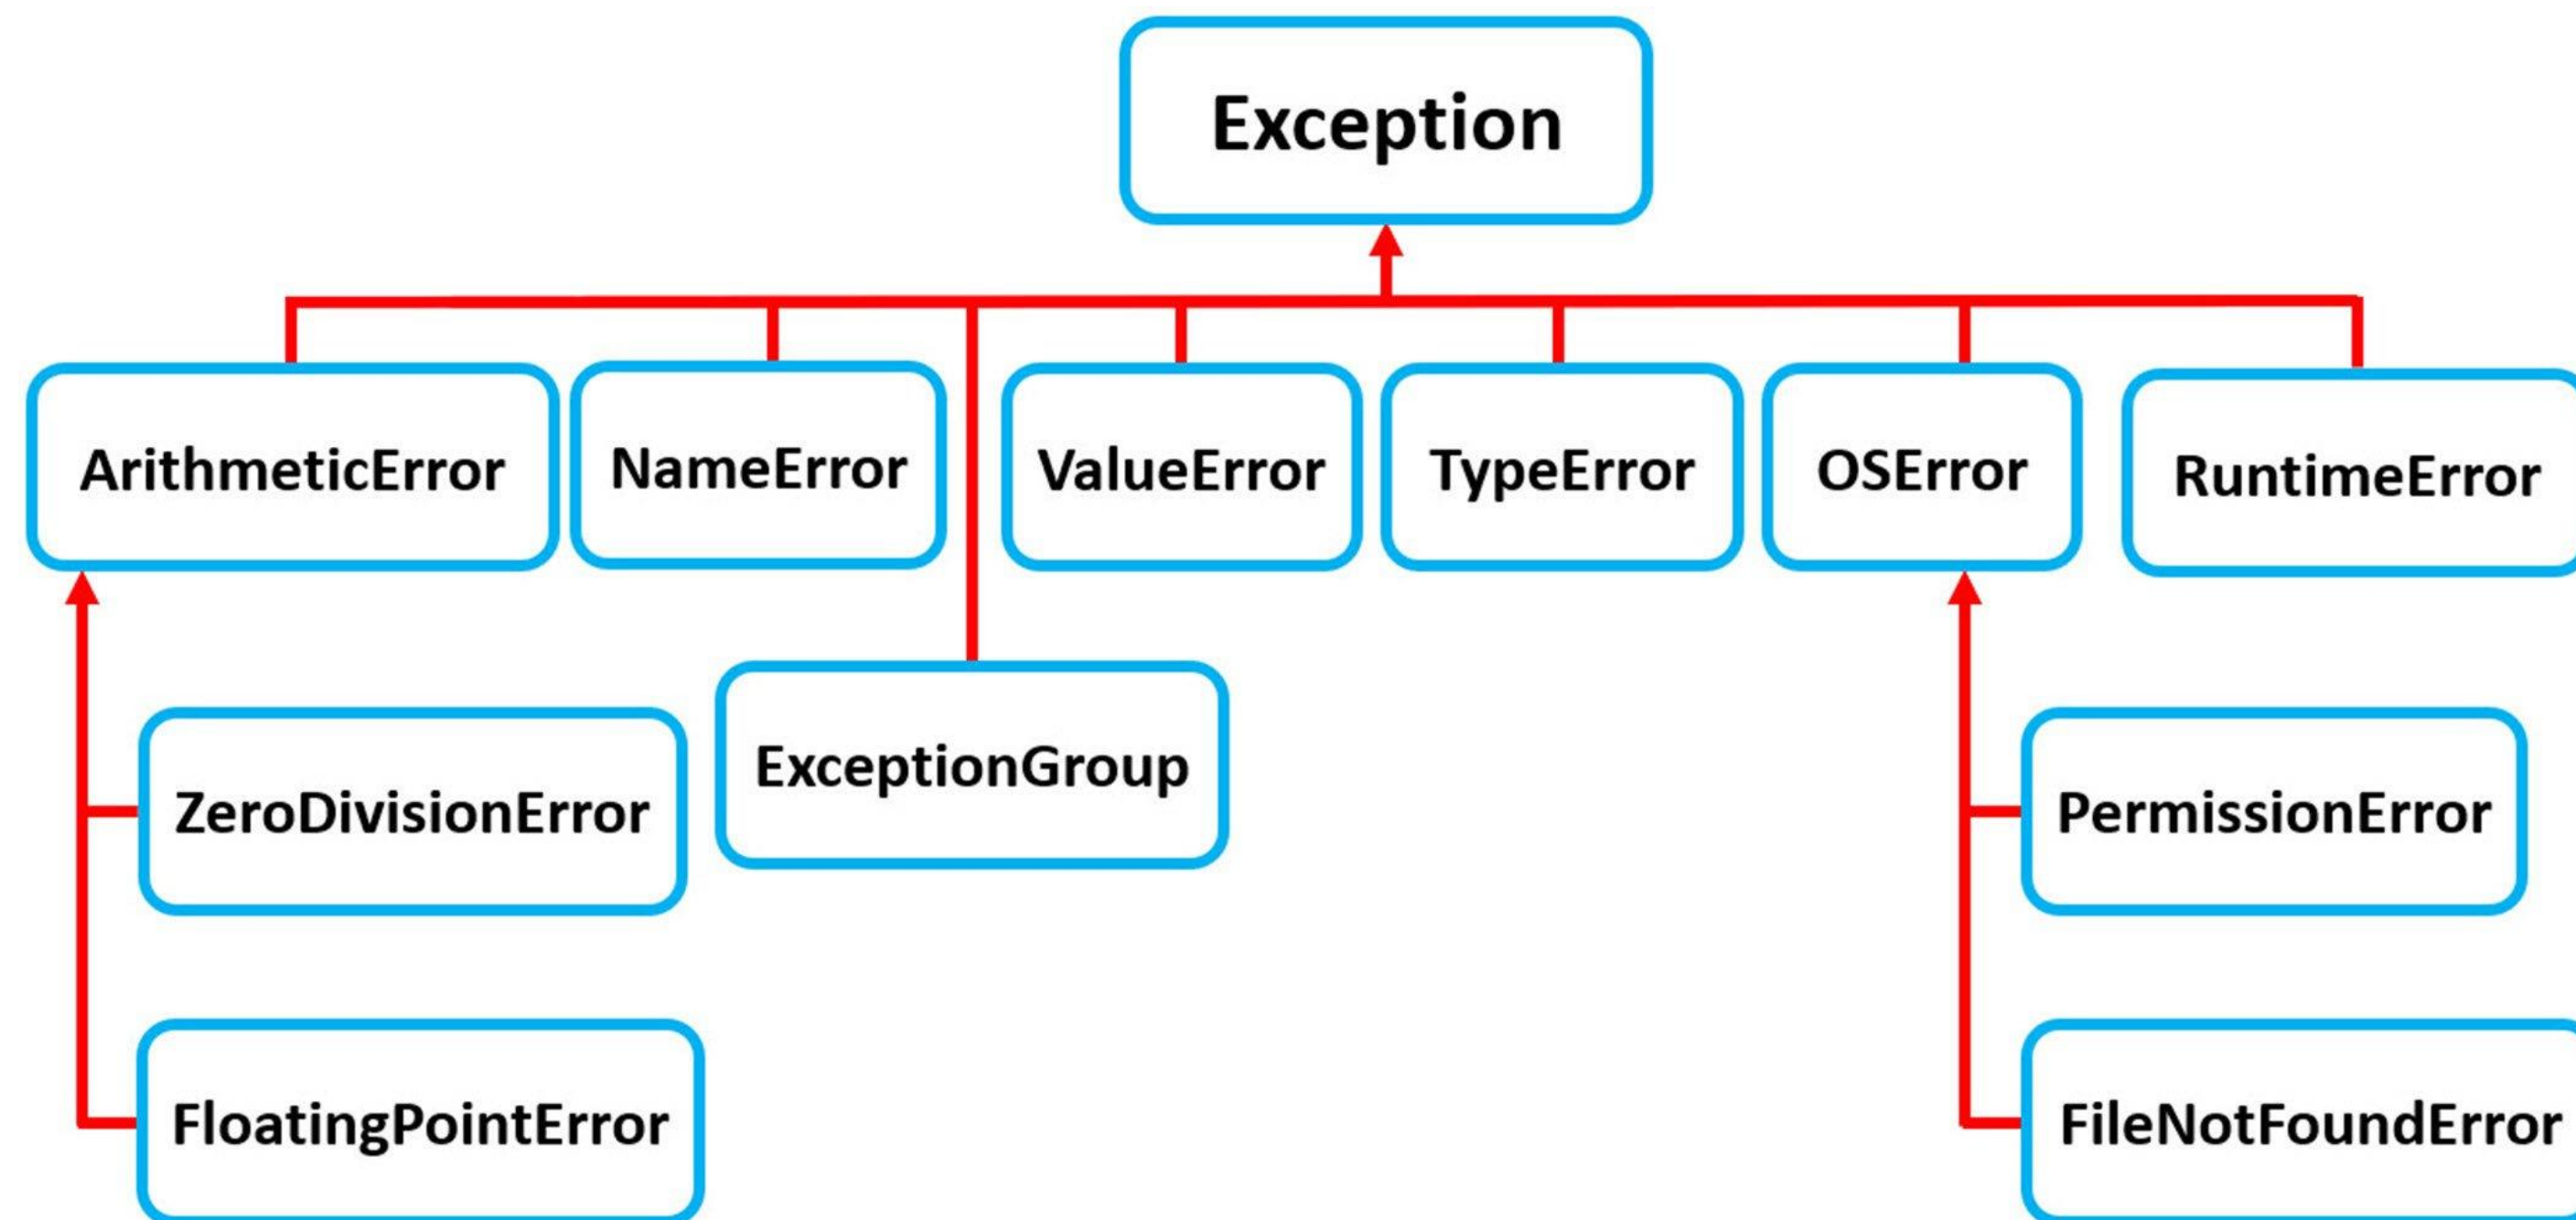 Exception
ArithmeticError
NameError
ValueError
TypeError
OSError
RuntimeError
ExceptionGroup
ZeroDivisionError
PermissionError
FloatingPointError
FileNotFoundError